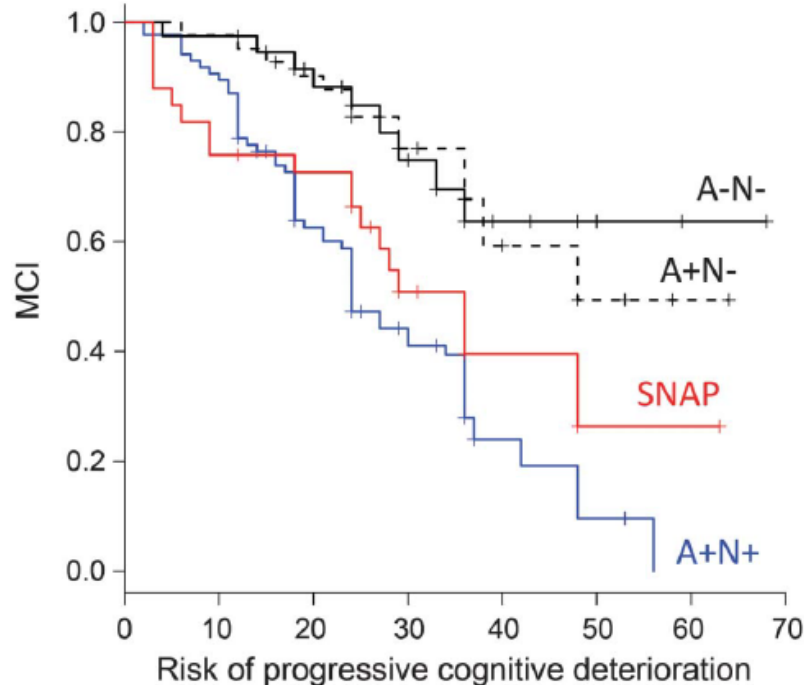 1.0
0.8
0.6
0.4
0.2
0.0
MCI
A-N-
A+N-
SNAP
A+N+
0 10 20 30 40 50 60 70
Risk of progressive cognitive deterioration